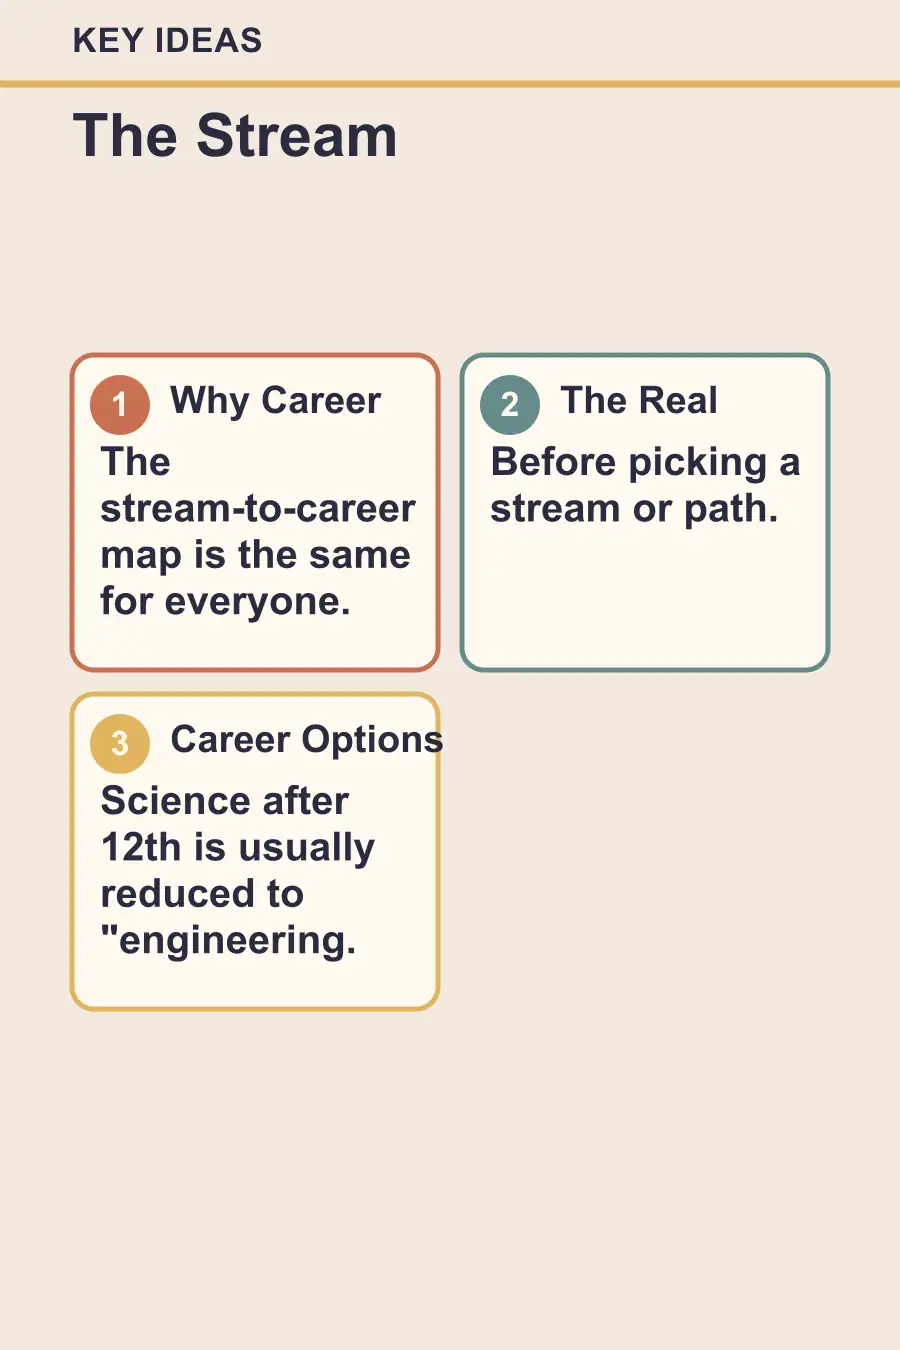 KEY IDEAS
The Stream
1 Why Career
The
stream-to-career
map is the same
for everyone.
2 The Real
Before picking a
stream or path.
3 Career Options
Science after
12th is usually
reduced to
"engineering.